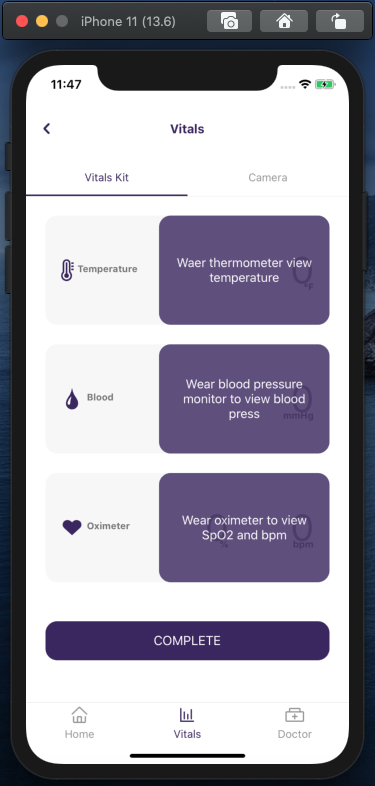 iPhone 11 (13.6)
11:47
Vitals
Vitals Kit
Camera
Temperature
Waer thermometer view
temperature
0
°F
Blood
Wear blood pressure
monitor to view blood
press
0
mmHg
Oximeter
Wear oximeter to view
SpO2 and bpm
0
%
0
bpm
COMPLETE
Home
Vitals
Doctor